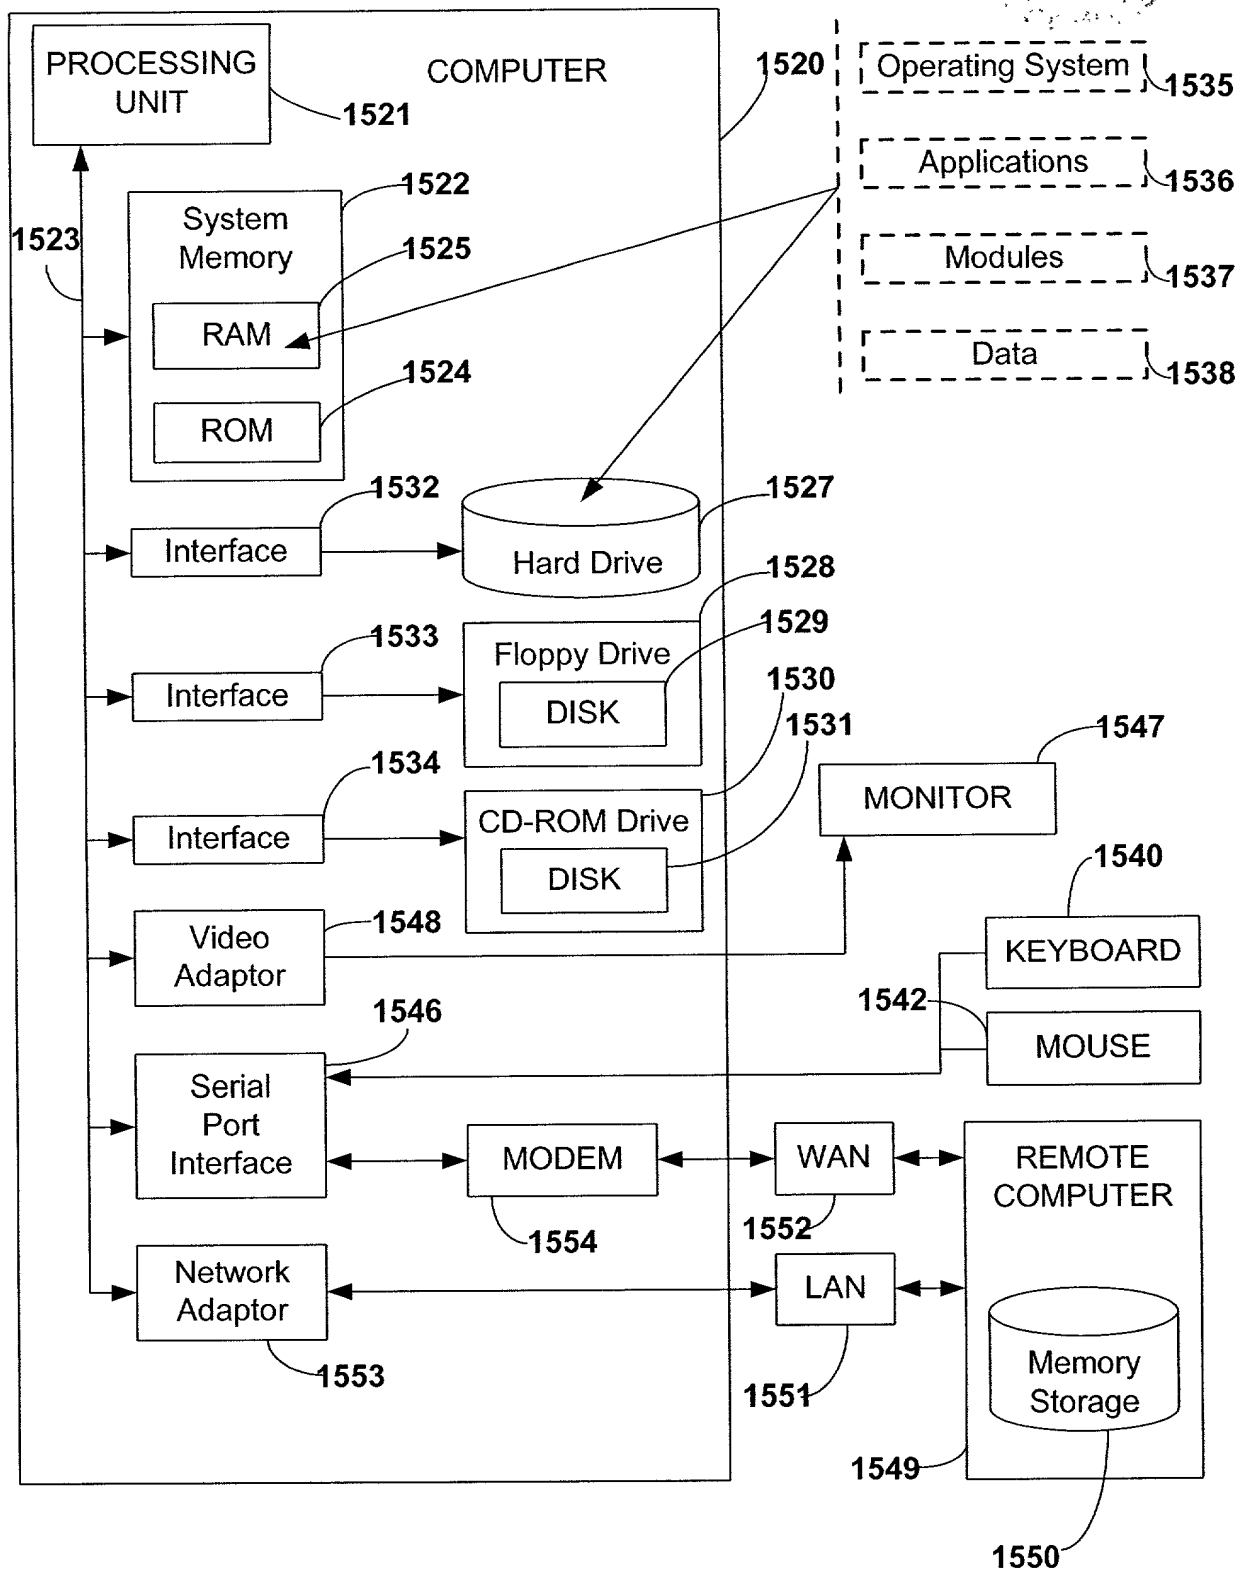 PROCESSING
UNIT
COMPUTER
1520
1521
Operating System
1535
Applications
1536
Modules
1537
Data
1538
1522
System
Memory
1523
1525
RAM
1524
ROM
1532
Interface
1527
Hard Drive
1528
1529
1533
Interface
Floppy Drive
DISK
1530
1531
1534
Interface
CD-ROM Drive
DISK
1547
MONITOR
1548
Video
Adaptor
1540
KEYBOARD
1542
MOUSE
1546
Serial
Port
Interface
MODEM
1554
WAN
1552
REMOTE
COMPUTER
Network
Adaptor
1553
LAN
1551
Memory
Storage
1549
1550